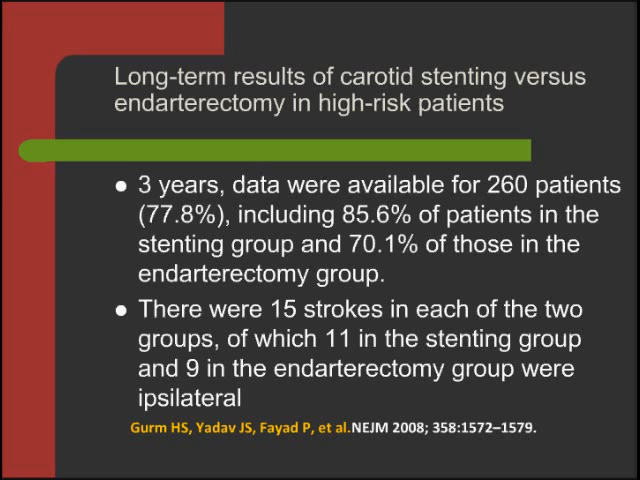 Long-term results of carotid stenting versus
endarterectomy in high-risk patients
● 3 years, data were available for 260 patients
(77.8%), including 85.6% of patients in the
stenting group and 70.1% of those in the
endarterectomy group.
● There were 15 strokes in each of the two
groups, of which 11 in the stenting group
and 9 in the endarterectomy group were
ipsilateral
Gurm HS, Yadav JS, Fayad P, et al.NEJM 2008; 358:1572–1579.